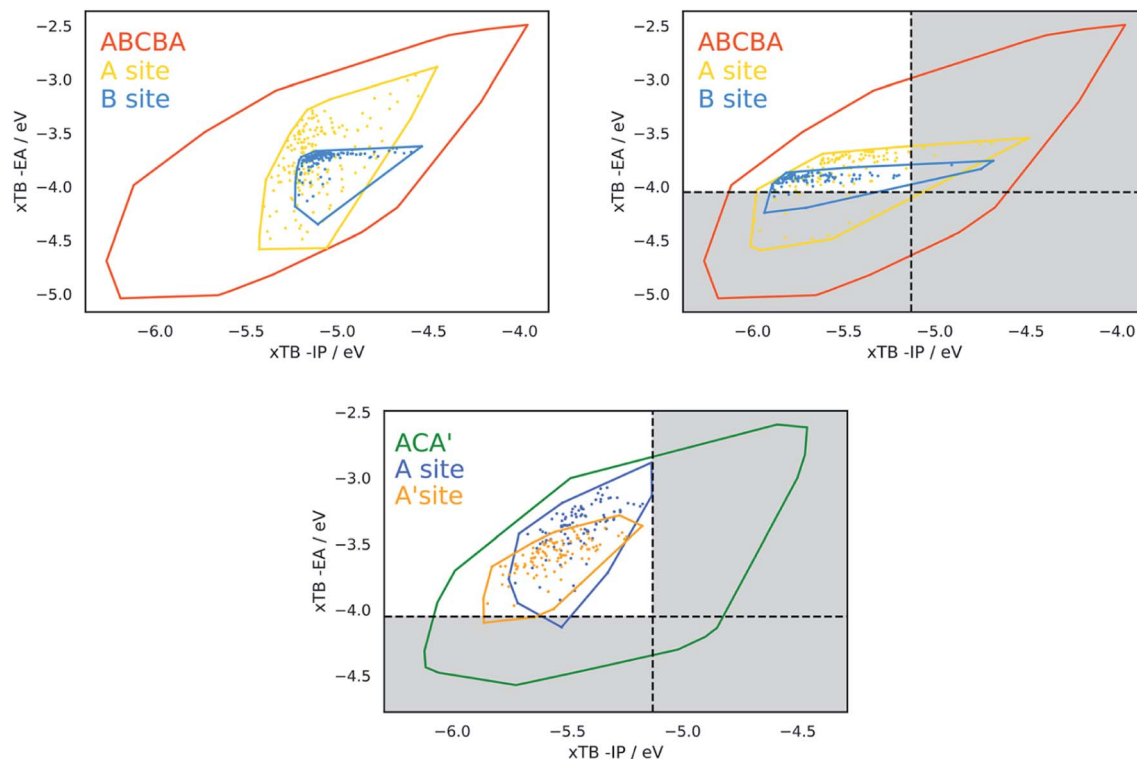 ABCBA
A site
B site
−2.5
−3.0
−3.5
−4.0
−4.5
−5.0
xTB -EA / eV
−6.0 −5.5 −5.0 −4.5 −4.0
xTB -IP / eV
ABCBA
A site
B site
−2.5
−3.0
−3.5
−4.0
−4.5
−5.0
xTB -EA / eV
−6.0 −5.5 −5.0 −4.5 −4.0
xTB -IP / eV
ACA'
A site
A'site
−2.5
−3.0
−3.5
−4.0
−4.5
xTB -EA / eV
−6.0 −5.5 −5.0 −4.5
xTB -IP / eV